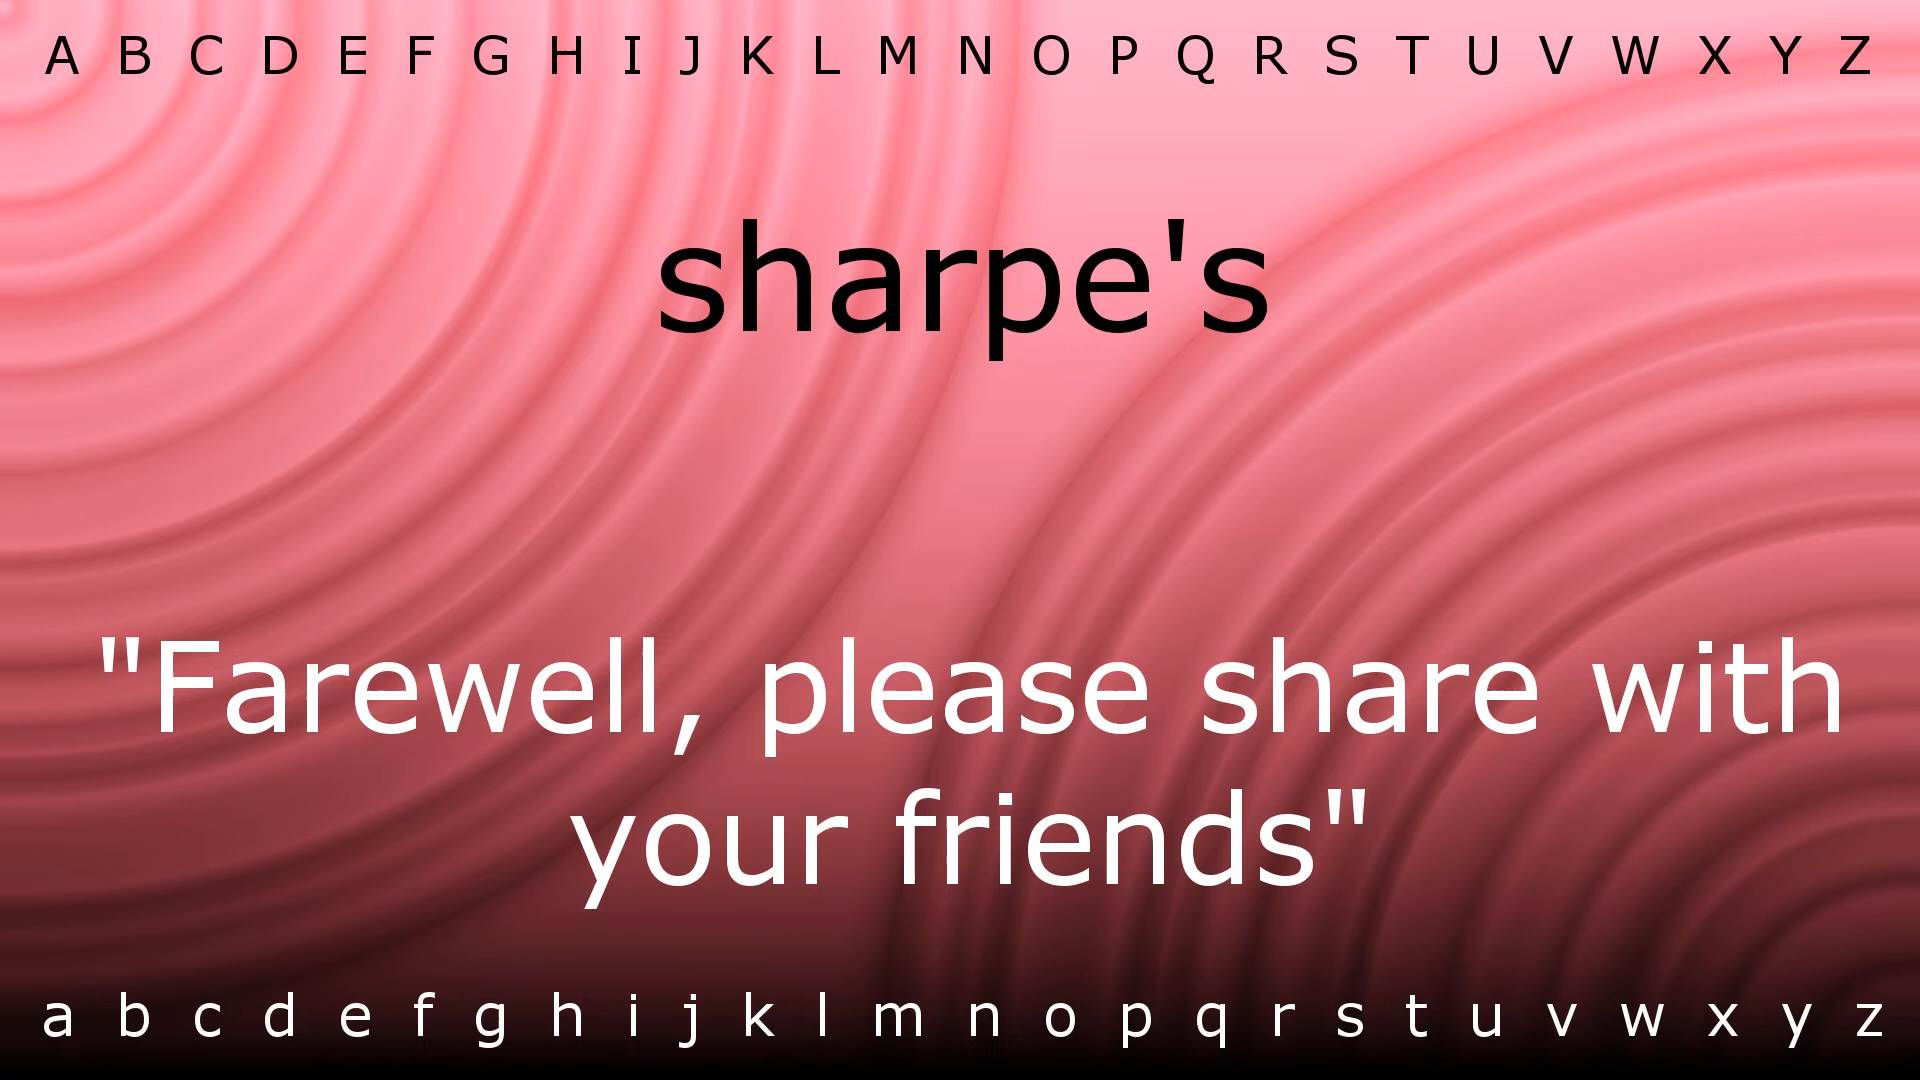 A B C D E F G H I J K L M N O P Q R S T U V W X Y Z
sharpe's
"Farewell, please share with
your friends"
a b c d e f g h i j k l m n o p q r s t u v w x y z